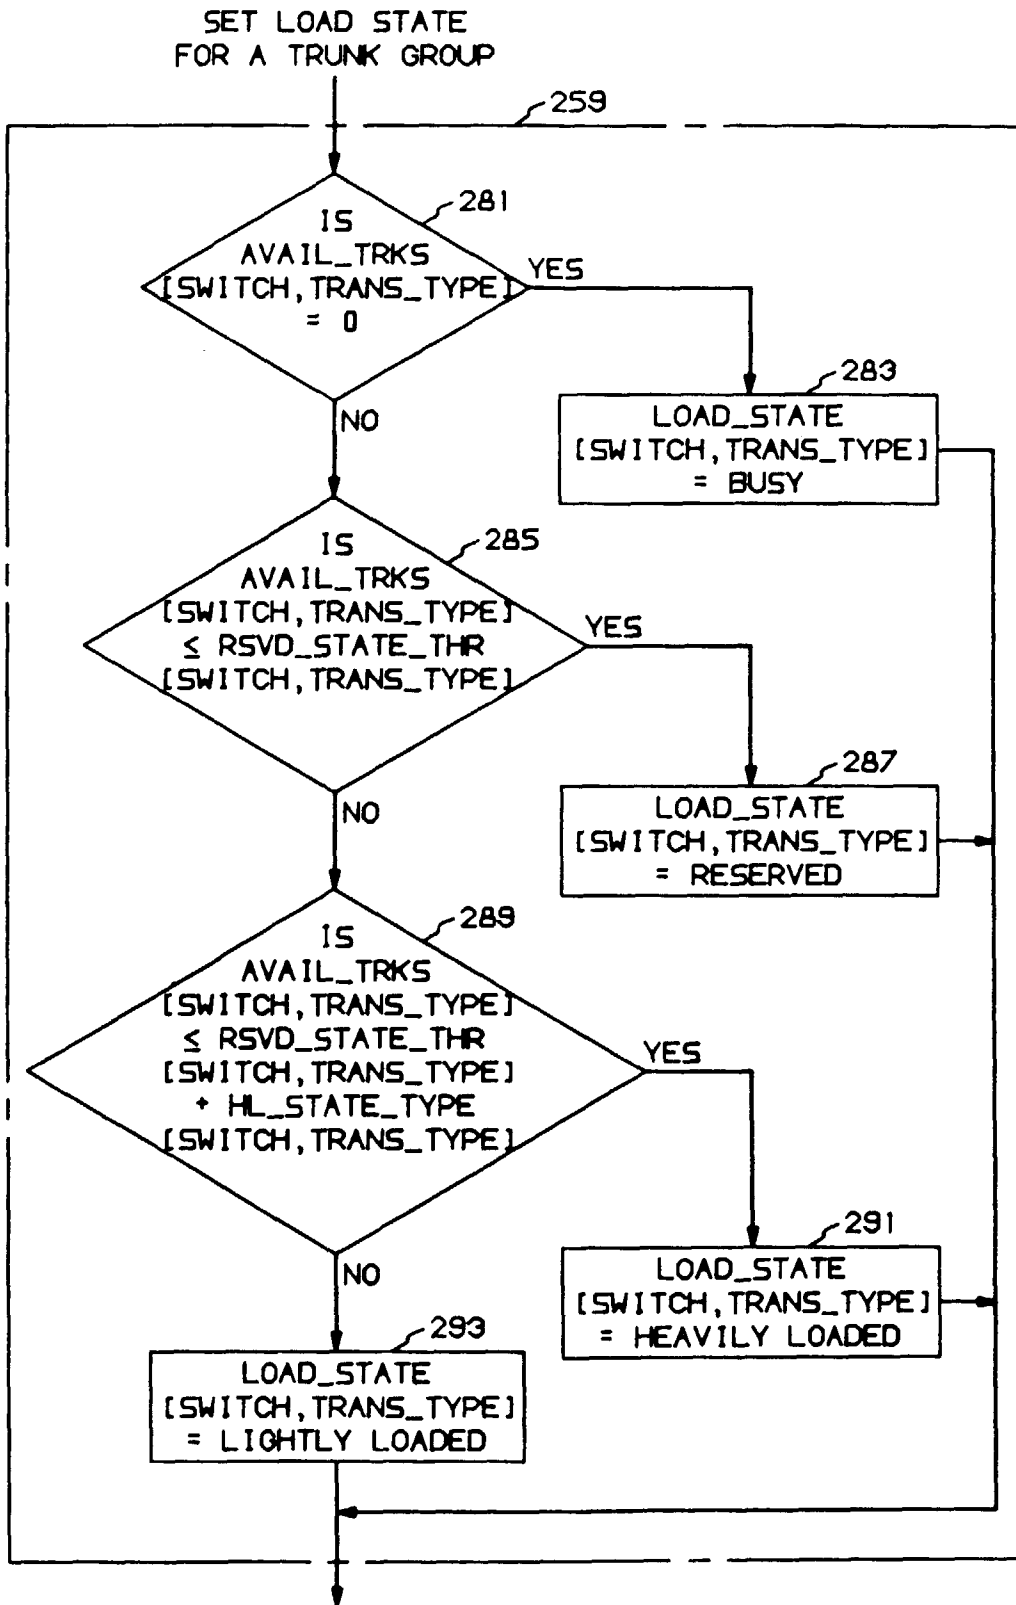 SET LOAD STATE
FOR A TRUNK GROUP
259
281
IS
AVAIL_TRKS
[SWITCH,TRANS_TYPE]
= 0
YES
NO
283
LOAD_STATE
[SWITCH,TRANS_TYPE]
= BUSY
285
IS
AVAIL_TRKS
[SWITCH,TRANS_TYPE]
≤ RSVD_STATE_THR
[SWITCH,TRANS_TYPE]
YES
NO
287
LOAD_STATE
[SWITCH,TRANS_TYPE]
= RESERVED
289
IS
AVAIL_TRKS
[SWITCH,TRANS_TYPE]
≤ RSVD_STATE_THR
[SWITCH,TRANS_TYPE]
+ HL_STATE_TYPE
[SWITCH,TRANS_TYPE]
YES
NO
291
LOAD_STATE
[SWITCH,TRANS_TYPE]
= HEAVILY LOADED
293
LOAD_STATE
[SWITCH,TRANS_TYPE]
= LIGHTLY LOADED